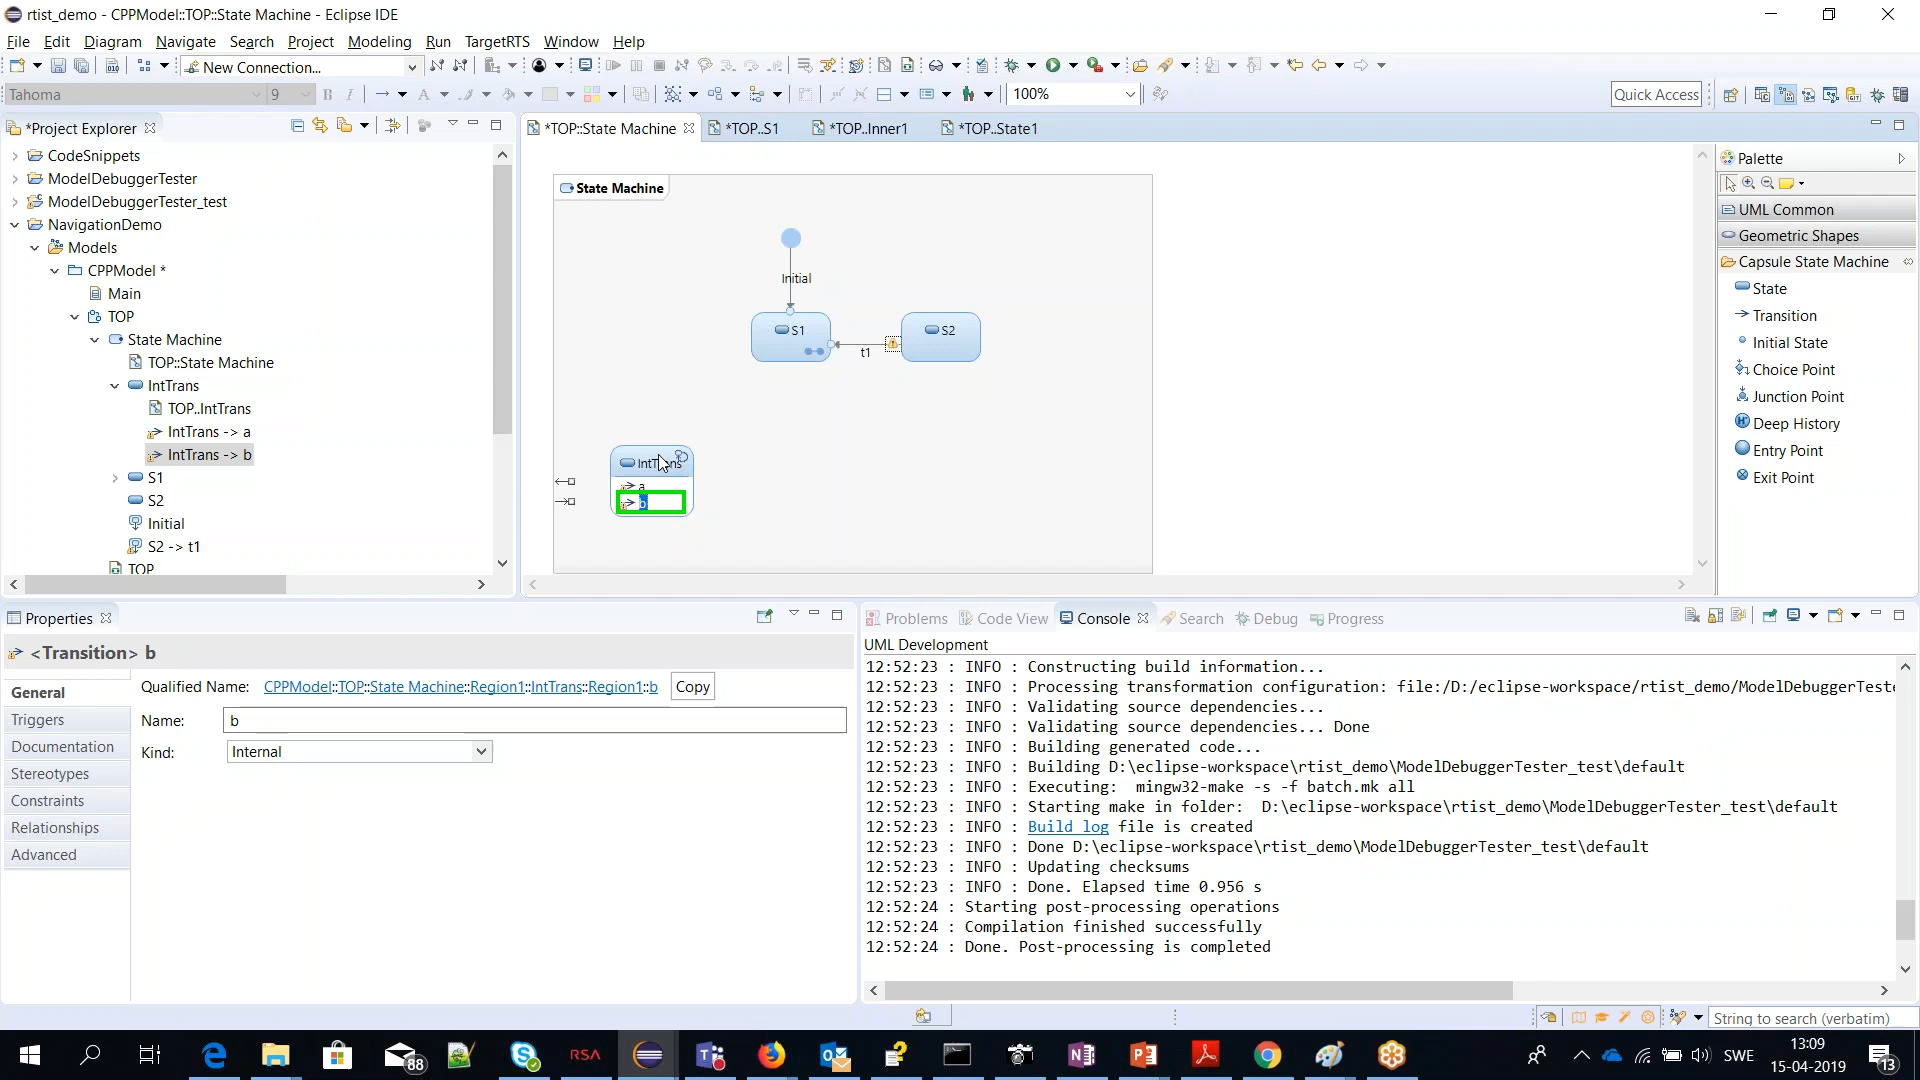 rtist_demo - CPPModel::TOP::State Machine - Eclipse IDE
File Edit Diagram Navigate Search Project Modeling Run TargetRTS Window Help
New Connection...
Tahoma 9 B I A 100% Quick Access
*Project Explorer
CodeSnippets
ModelDebuggerTester
ModelDebuggerTester_test
NavigationDemo
Models
CPPModel *
Main
TOP
State Machine
TOP::State Machine
IntTrans
TOP..IntTrans
IntTrans -> a
IntTrans -> b
S1
S2
Initial
S2 -> t1
TOP
*TOP::State Machine *TOP..S1 *TOP..Inner1 *TOP..State1
State Machine
Initial
S1
S2
t1
IntTrans
a
b
Palette
UML Common
Geometric Shapes
Capsule State Machine
State
Transition
Initial State
Choice Point
Junction Point
Deep History
Entry Point
Exit Point
Properties
<Transition> b
General
Triggers
Documentation
Stereotypes
Constraints
Relationships
Advanced
Qualified Name: CPPModel::TOP::State Machine::Region1::IntTrans::Region1::b Copy
Name: b
Kind: Internal
Problems Code View Console Search Debug Progress
UML Development
12:52:23 : INFO : Constructing build information...
12:52:23 : INFO : Processing transformation configuration: file:/D:/eclipse-workspace/rtist_demo/ModelDebuggerTeste
12:52:23 : INFO : Validating source dependencies...
12:52:23 : INFO : Validating source dependencies... Done
12:52:23 : INFO : Building generated code...
12:52:23 : INFO : Building D:\eclipse-workspace\rtist_demo\ModelDebuggerTester_test\default
12:52:23 : INFO : Executing: mingw32-make -s -f batch.mk all
12:52:23 : INFO : Starting make in folder: D:\eclipse-workspace\rtist_demo\ModelDebuggerTester_test\default
12:52:23 : INFO : Build log file is created
12:52:23 : INFO : Done D:\eclipse-workspace\rtist_demo\ModelDebuggerTester_test\default
12:52:23 : INFO : Updating checksums
12:52:23 : INFO : Done. Elapsed time 0.956 s
12:52:24 : Starting post-processing operations
12:52:24 : Compilation finished successfully
12:52:24 : Done. Post-processing is completed
String to search (verbatim)
88
RSA
SWE
13:09
15-04-2019
13